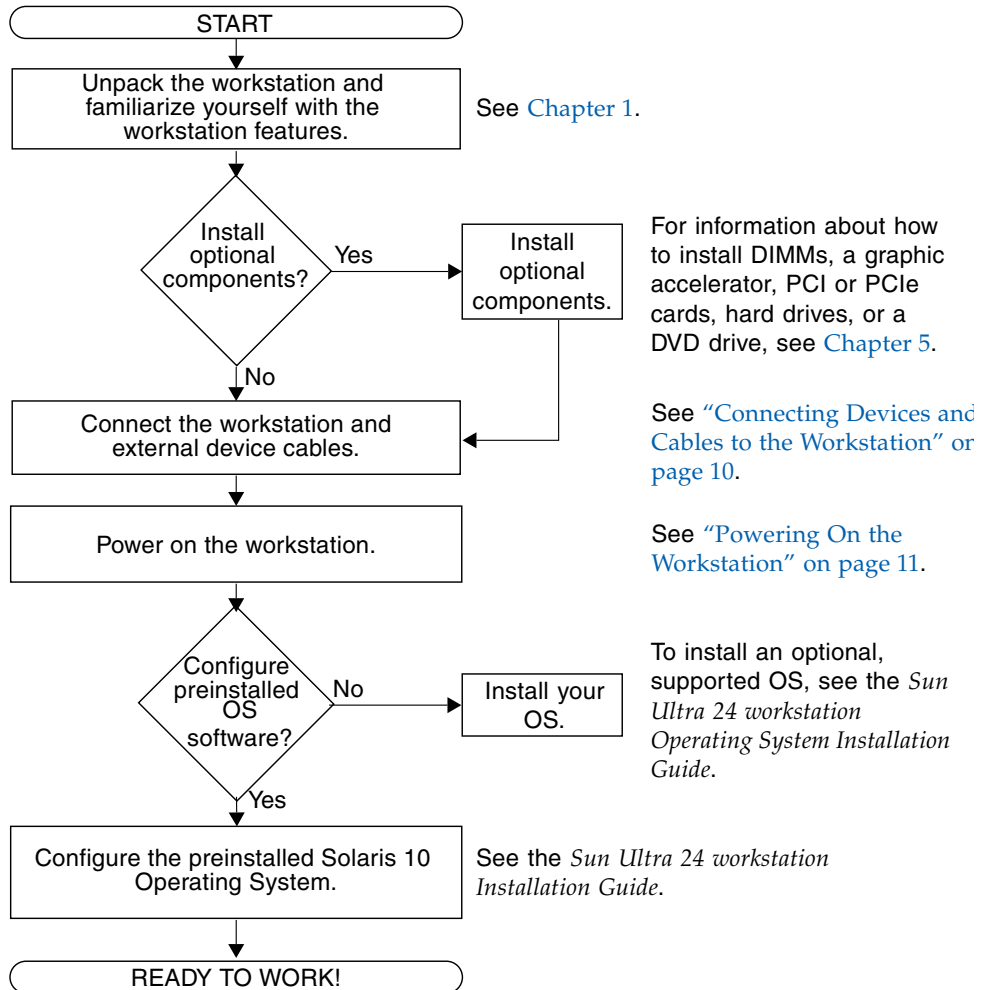 START
Unpack the workstation and
familiarize yourself with the
workstation features.
See Chapter 1.
Install
optional
components?
Yes
Install
optional
components.
For information about how
to install DIMMs, a graphic
accelerator, PCI or PCIe
cards, hard drives, or a
DVD drive, see Chapter 5.
No
Connect the workstation and
external device cables.
See “Connecting Devices and
Cables to the Workstation” or
page 10.
Power on the workstation.
See “Powering On the
Workstation” on page 11.
Configure
preinstalled
OS
software?
No
Install your
OS.
To install an optional,
supported OS, see the Sun
Ultra 24 workstation
Operating System Installation
Guide.
Yes
Configure the preinstalled Solaris 10
Operating System.
See the Sun Ultra 24 workstation
Installation Guide.
READY TO WORK!